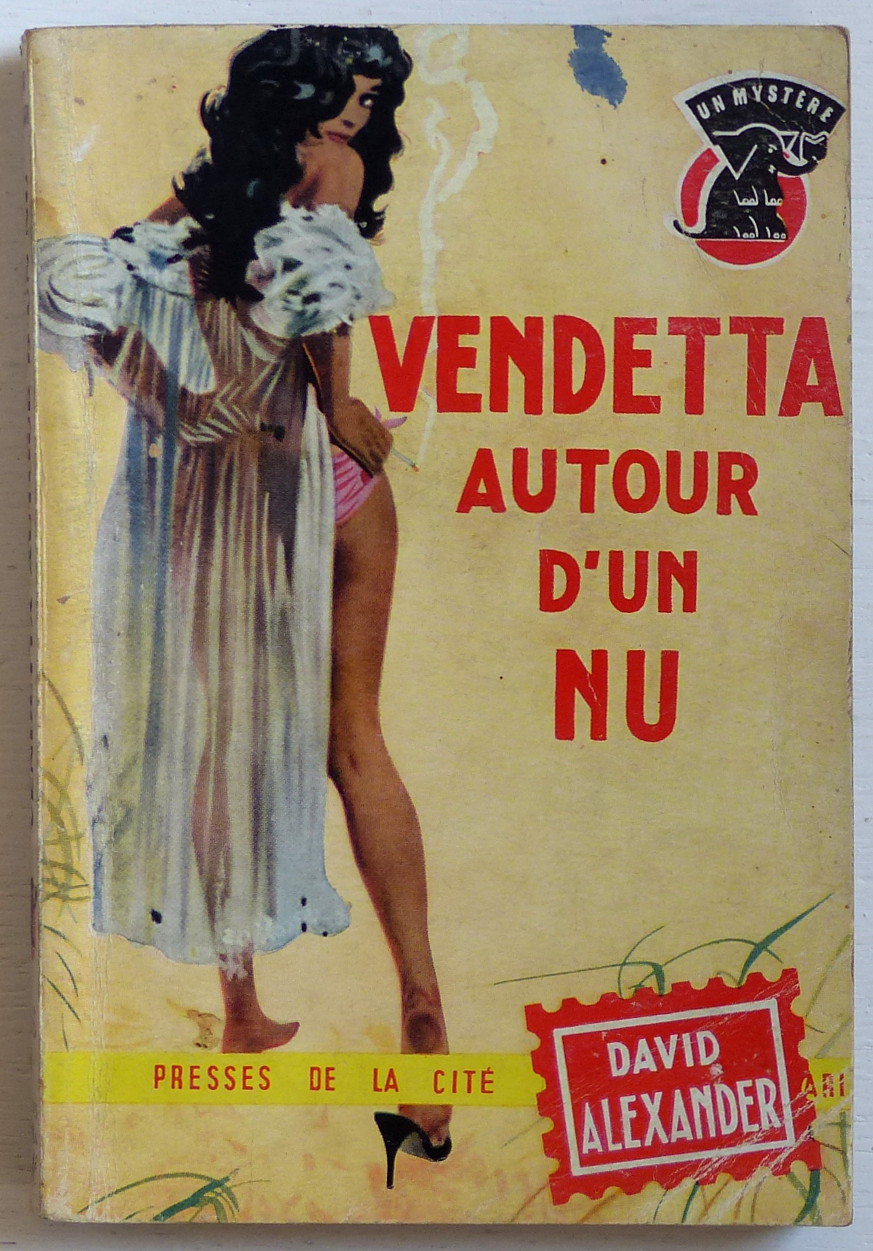 UN MYSTÈRE
VENDETTA
AUTOUR
D'UN
NU
PRESSES DE LA CITÉ
DAVID
ALEXANDER